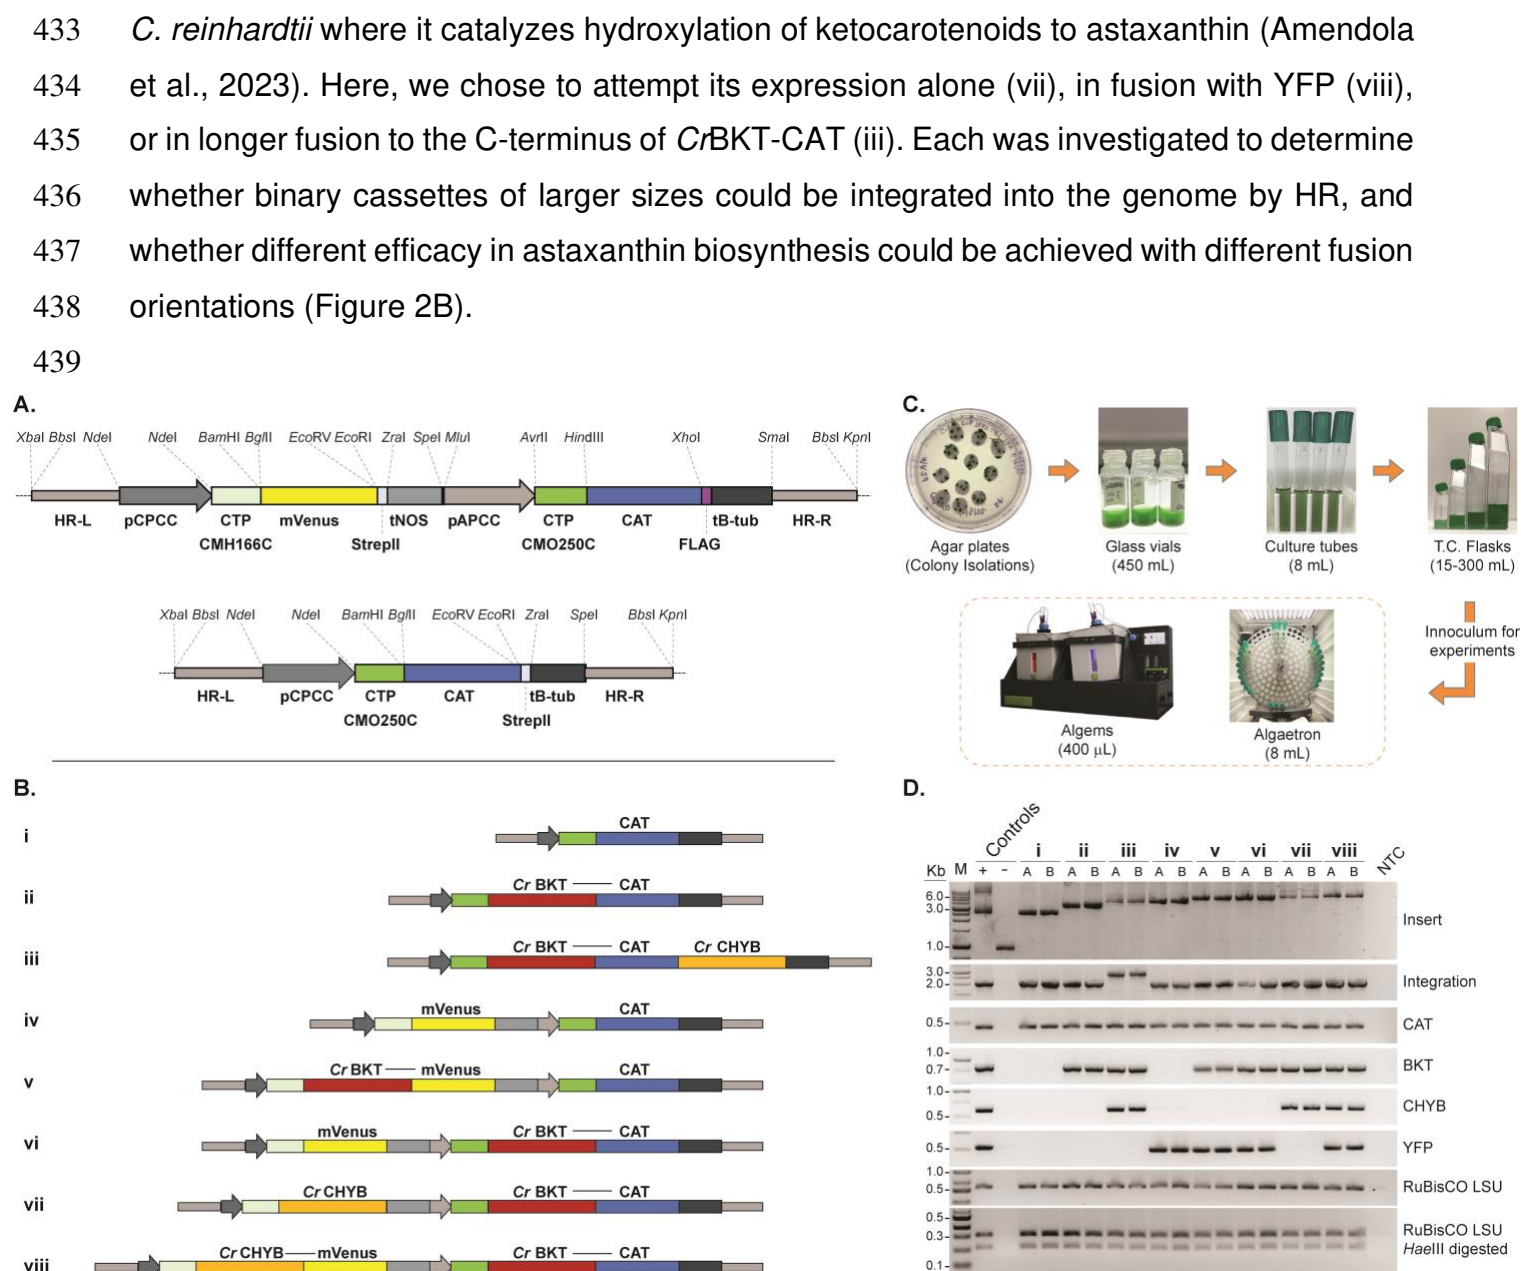 433 C. reinhardtii where it catalyzes hydroxylation of ketocarotenoids to astaxanthin (Amendola
434 et al., 2023). Here, we chose to attempt its expression alone (vii), in fusion with YFP (viii),
435 or in longer fusion to the C-terminus of CrBKT-CAT (iii). Each was investigated to determine
436 whether binary cassettes of larger sizes could be integrated into the genome by HR, and
437 whether different efficacy in astaxanthin biosynthesis could be achieved with different fusion
438 orientations (Figure 2B).
439
A.
XbaI BbsI NdeI NdeI BamHI BglII EcoRV EcoRI ZraI SpeI MluI AvrII HindIII XhoI SmaI BbsI KpnI
HR-L pCPCC CTP mVenus tNOS pAPCC CTP CAT tB-tub HR-R
CMH166C StrepII CMO250C FLAG
XbaI BbsI NdeI NdeI BamHI BglII EcoRV EcoRI ZraI SpeI BbsI KpnI
HR-L pCPCC CTP CAT tB-tub HR-R
CMO250C StrepII
B.
i CAT
ii Cr BKT CAT
iii Cr BKT CAT Cr CHYB
iv mVenus CAT
v Cr BKT mVenus CAT
vi mVenus Cr BKT CAT
vii Cr CHYB Cr BKT CAT
viii Cr CHYB mVenus Cr BKT CAT
C.
Agar plates
(Colony Isolations)
Glass vials
(450 mL)
Culture tubes
(8 mL)
T.C. Flasks
(15-300 mL)
Innoculum for
experiments
Algems
(400 µL)
Algaetron
(8 mL)
D.
Controls i ii iii iv v vi vii viii NTC
Kb M + - A B A B A B A B A B A B A B A B
6.0
3.0
Insert
1.0
3.0
2.0
Integration
0.5 CAT
1.0
0.7 BKT
1.0
CHYB
0.5
0.5 YFP
1.0
0.5 RuBisCO LSU
0.5
0.3 RuBisCO LSU
HaeIII digested
0.1